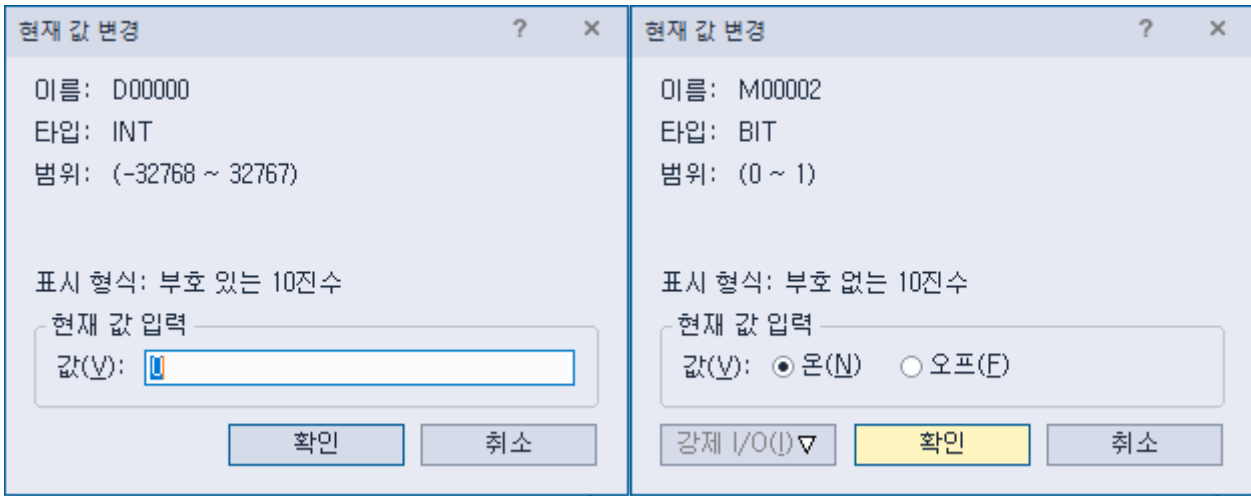 현재 값 변경 ? ×
이름: D00000
타입: INT
범위: (-32768 ~ 32767)
표시 형식: 부호 있는 10진수
현재 값 입력
값(V): 0
확인 취소
현재 값 변경 ? ×
이름: M00002
타입: BIT
범위: (0 ~ 1)
표시 형식: 부호 없는 10진수
현재 값 입력
값(V): 온(N) 오프(F)
강제 I/O(I) ▽ 확인 취소